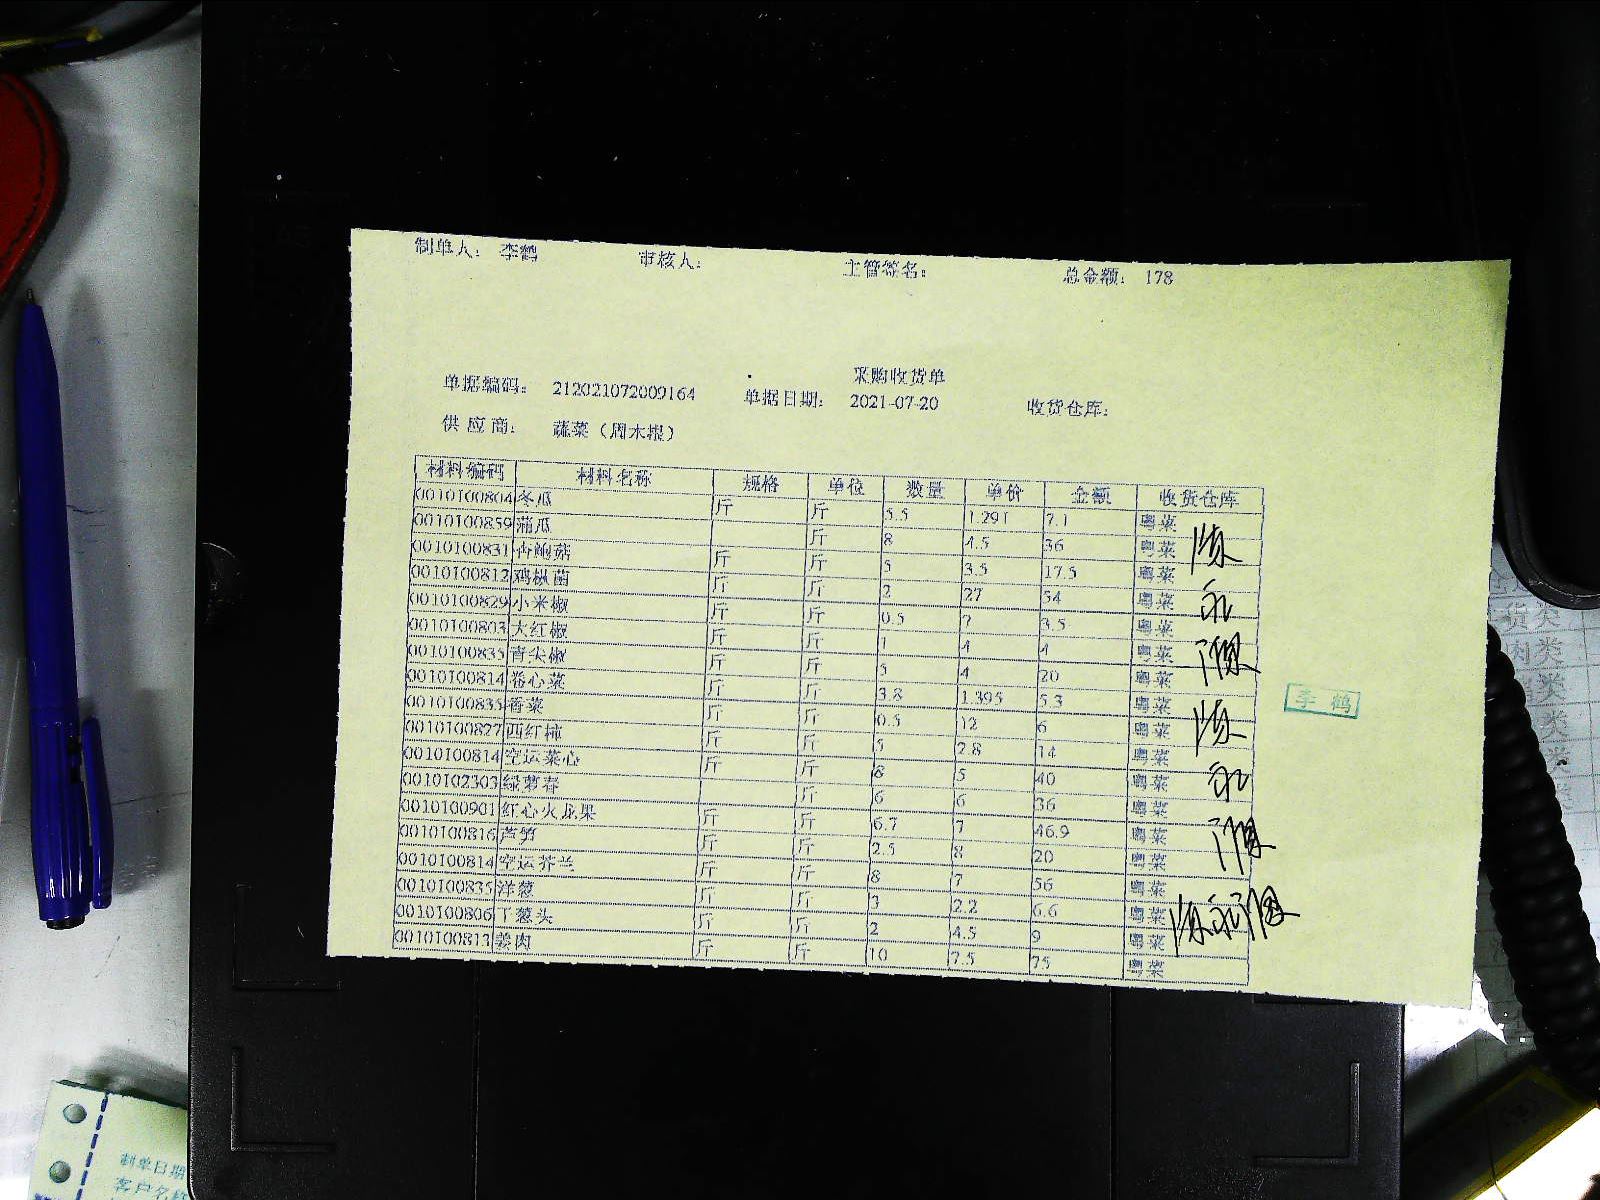 制单人： 李鹤 审核人： 主管签名： 总金额： 178
采购收货单
单据编码： 212021072009164 单据日期： 2021-07-20 收货仓库：
供应商： 蔬菜（周木根）
材料编码 材料名称 规格 单位 数量 单价 金额 收货仓库
0010100804 冬瓜 斤 斤 5.5 1.291 7.1 粤菜
0010100859 蒲瓜 斤 8 4.5 36 粤菜
0010100831 杏鲍菇 斤 斤 5 3.5 17.5 粤菜
0010100812 鸡枞菌 斤 斤 2 27 54 粤菜
0010100829 小米椒 斤 斤 0.5 7 3.5 粤菜
0010100803 大红椒 斤 斤 1 4 4 粤菜
0010100835 青尖椒 斤 斤 5 4 20 粤菜
0010100814 卷心菜 斤 斤 3.8 1.395 5.3 粤菜
0010100835 香菜 斤 斤 0.5 12 6 粤菜
0010100827 西红柿 斤 斤 5 2.8 14 粤菜
0010100814 空运菜心 斤 斤 8 5 40 粤菜
0010102303 绿萝春 斤 6 6 36 粤菜
0010100901 红心火龙果 斤 斤 6.7 7 46.9 粤菜
0010100816 芦笋 斤 斤 2.5 8 20 粤菜
0010100814 空运芥兰 斤 斤 8 7 56 粤菜
0010100835 洋葱 斤 斤 3 2.2 6.6 粤菜
0010100806 干葱头 斤 斤 2 4.5 9 粤菜
0010100813 姜肉 斤 斤 10 7.5 75 粤菜
李鹤
制单日期
客户名称